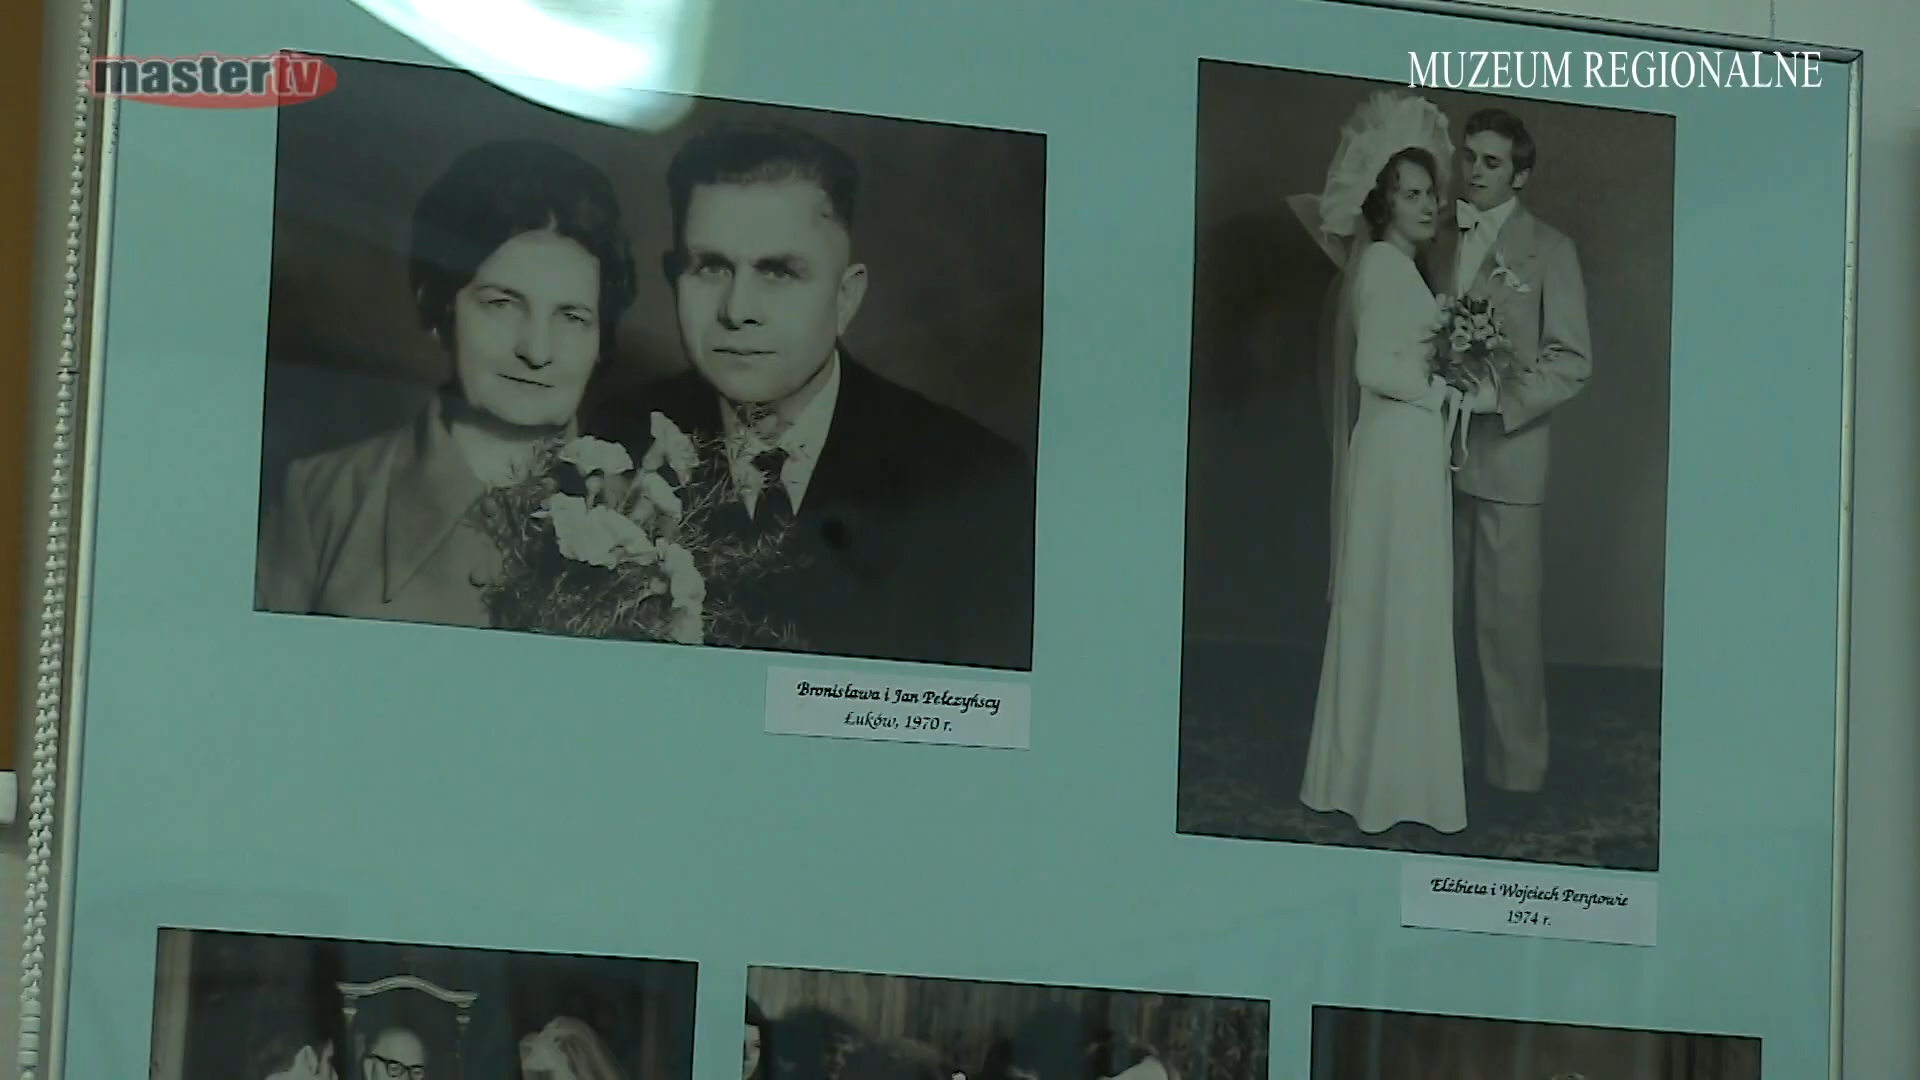 mastertv
MUZEUM REGIONALNE
Bronisława i Jan Pełczyńscy
Łuków, 1970 r.
Elżbieta i Wojciech Perytowie
1974 r.